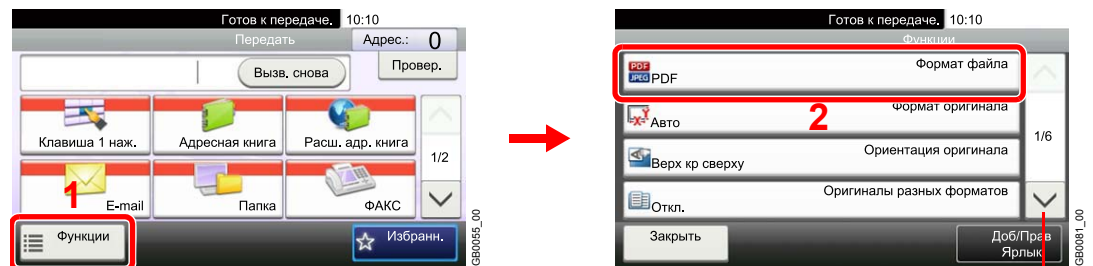 Готов к передаче. 10:10
Передать
Адрес.: 0
Вызв. снова
Провер.
Клавиша 1 наж.
Адресная книга
Расш. адр. книга
1/2
1
E-mail
Папка
ФАКС
Функции
Избранн.
GB0055_00
Готов к передаче. 10:10
Функции
PDF
JPEG
PDF
Формат файла
2
Авто
Формат оригинала
1/6
Верх кр сверху
Ориентация оригинала
Откл.
Оригиналы разных форматов
Закрыть
Доб/Прав
Ярлык
GB0081_00